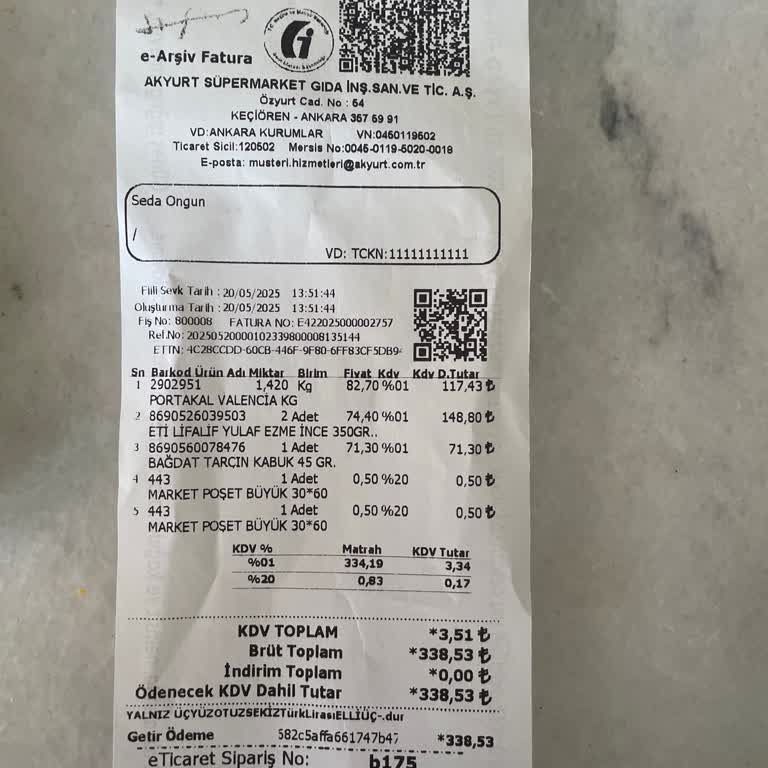 e-Arşiv Fatura
AKYURT SÜPERMARKET GIDA İNŞ.SAN.VE TİC. A.Ş.
Özyurt Cad. No : 54
KEÇİÖREN - ANKARA 357 59 91
VD:ANKARA KURUMLAR VN:0450119502
Ticaret Sicil:120502 Mersis No:0045-0119-5020-0018
E-posta: musteri.hizmetleri@akyurt.com.tr
Seda Ongun
/
VD: TCKN:11111111111
Fiili Sevk Tarih : 20/05/2025 13:51:44
Oluşturma Tarih : 20/05/2025 13:51:44
Fiş No: 800008 FATURA NO: E422025000002757
Ref.No: 2025052000010233980000813​5144
ETTN: 4C28CCDD-60CB-446F-9F80-6FF83CF5DB9
Sn Barkod Ürün Adı Miktar Birim Fiyat Kdv Kdv D.Tutar
1 2902951 1,420 Kg 82,70 %01 117,43 ₺
PORTAKAL VALENCİA KG
2 8690526039503 2 Adet 74,40 %01 148,80 ₺
ETİ LİFALİF YULAF EZME İNCE 350GR..
3 8690560078476 1 Adet 71,30 %01 71,30 ₺
BAĞDAT TARÇIN KABUK 45 GR.
4 443 1 Adet 0,50 %20 0,50 ₺
MARKET POŞET BÜYÜK 30*60
5 443 1 Adet 0,50 %20 0,50 ₺
MARKET POŞET BÜYÜK 30*60
KDV % Matrah KDV Tutar
%01 334,19 3,34
%20 0,83 0,17
KDV TOPLAM *3,51 ₺
Brüt Toplam *338,53 ₺
İndirim Toplam *0,00 ₺
Ödenecek KDV Dahil Tutar *338,53 ₺
YALNIZ ÜÇYÜZOTUZSEKİZTürkLirasıELLİÜÇ-.dur
Getir Ödeme 582c5affa661747b47 *338,53
eTicaret Sipariş No: b175